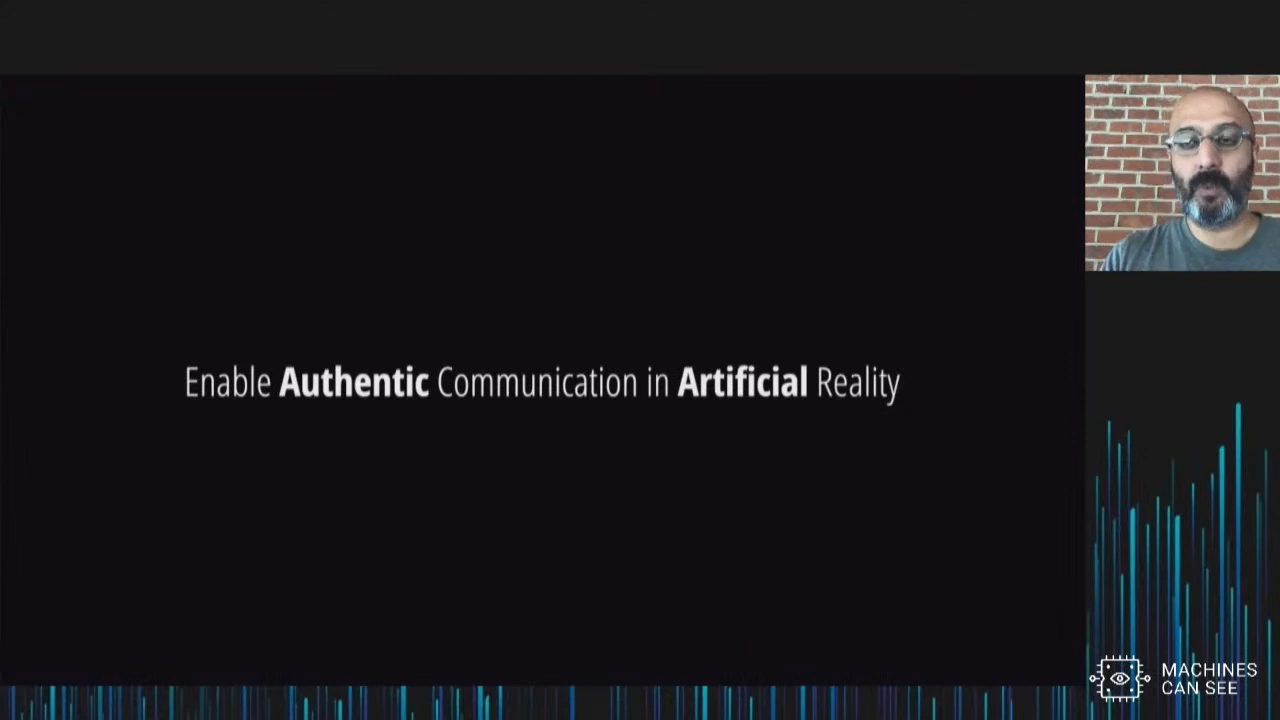 Enable Authentic Communication in Artificial Reality
MACHINES
CAN SEE